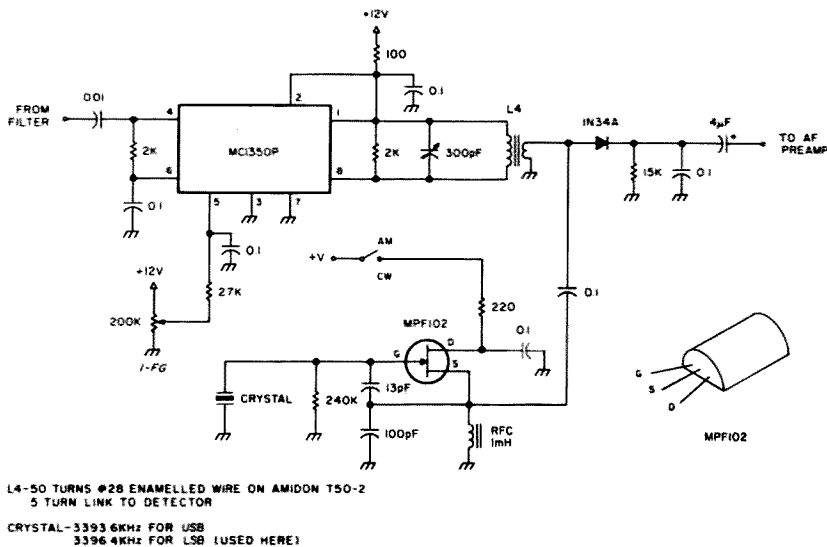 +12V
100
2
0.1
L4
1N34A
4µF
+
FROM
FILTER
.001
4
1
MC1350P
2K
6
8
2K
300pF
15K
0.1
TO AF
PREAMP
0.1
5
3
7
0.1
+V
AM
CW
0.1
+12V
27K
200K
1-FG
220
MPF102
0.1
G
D
S
CRYSTAL
240K
13pF
100pF
RFC
1mH
G
S
D
MPF102
L4-50 TURNS #28 ENAMELLED WIRE ON AMIDON T50-2
5 TURN LINK TO DETECTOR
CRYSTAL-3393.6KHz FOR USB
3396.4KHz FOR LSB (USED HERE)